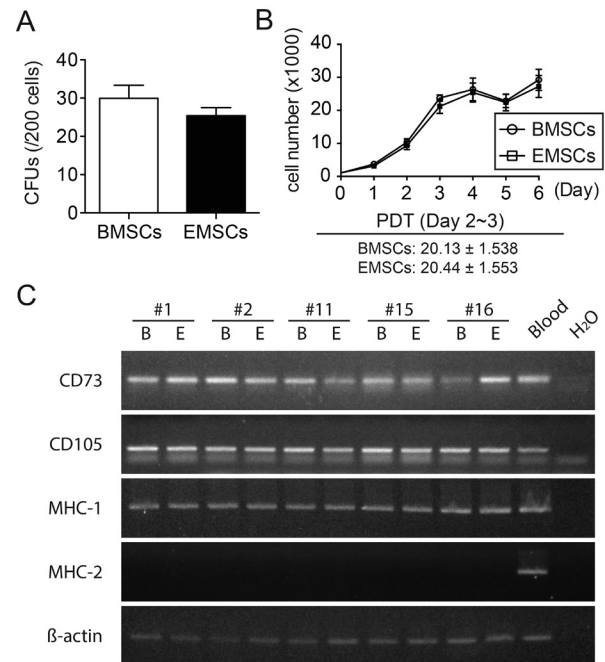 A
CFUs (/200 cells)
40
30
20
10
0
BMSCs EMSCs
B
cell number (x1000)
40
30
20
10
0
0 1 2 3 4 5 6 (Day)
BMSCs
EMSCs
PDT (Day 2~3)
BMSCs: 20.13 ± 1.538
EMSCs: 20.44 ± 1.553
C
#1 #2 #11 #15 #16 Blood H₂O
B E B E B E B E B E
CD73
CD105
MHC-1
MHC-2
ß-actin